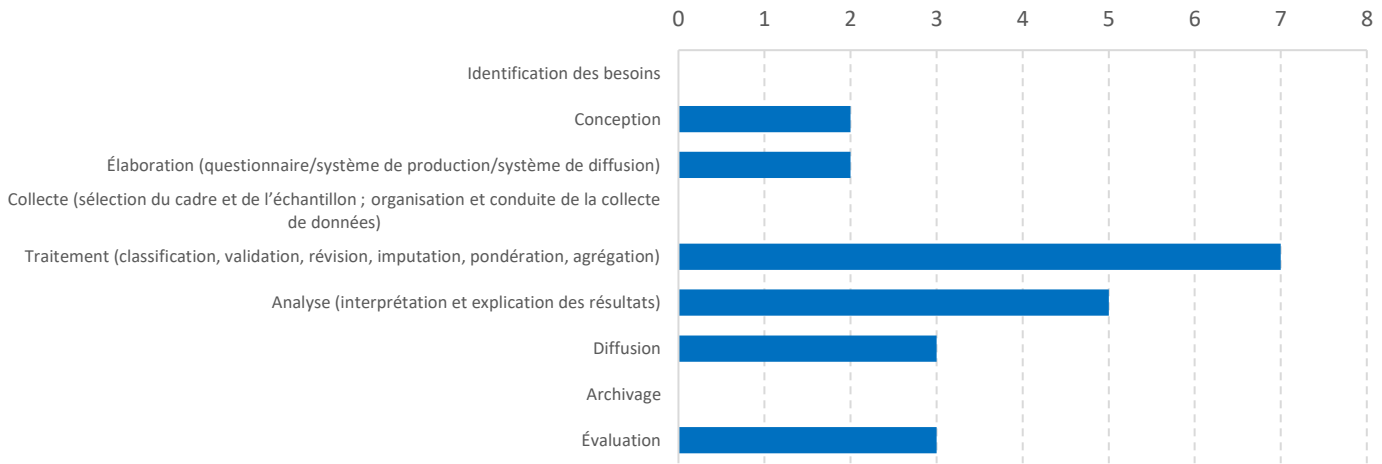 0 1 2 3 4 5 6 7 8
Identification des besoins
Conception
Élaboration (questionnaire/système de production/système de diffusion)
Collecte (sélection du cadre et de l’échantillon ; organisation et conduite de la collecte
de données)
Traitement (classification, validation, révision, imputation, pondération, agrégation)
Analyse (interprétation et explication des résultats)
Diffusion
Archivage
Évaluation